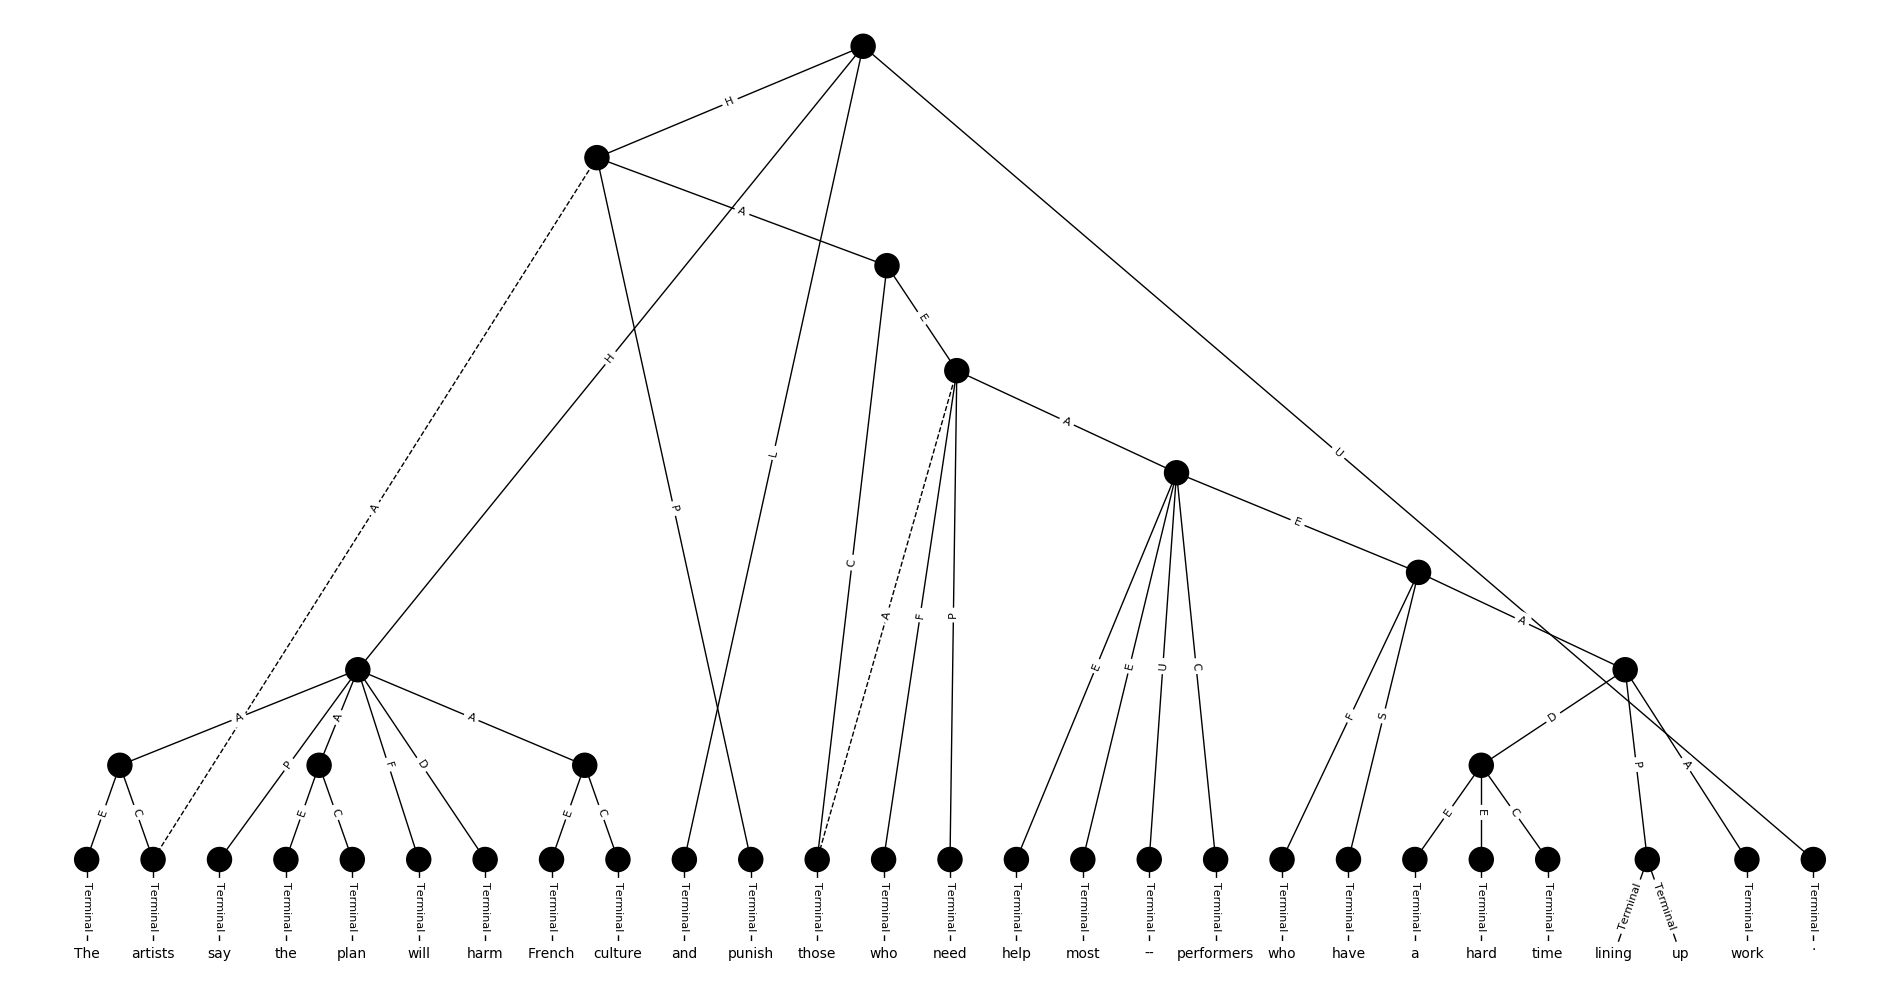 H
A
H
E
A
A
U
L
A
P
E
C
A
A
F
P
E
E
U
C
A
A
A
F
S
D
P
F
D
P
A
E
C
E
C
E
C
E
E
C
Terminal Terminal Terminal Terminal Terminal Terminal Terminal Terminal Terminal Terminal Terminal Terminal Terminal Terminal Terminal Terminal Terminal Terminal Terminal Terminal Terminal Terminal Terminal Terminal Terminal Terminal Terminal
The artists say the plan will harm French culture and punish those who need help most -- performers who have a hard time lining up work .